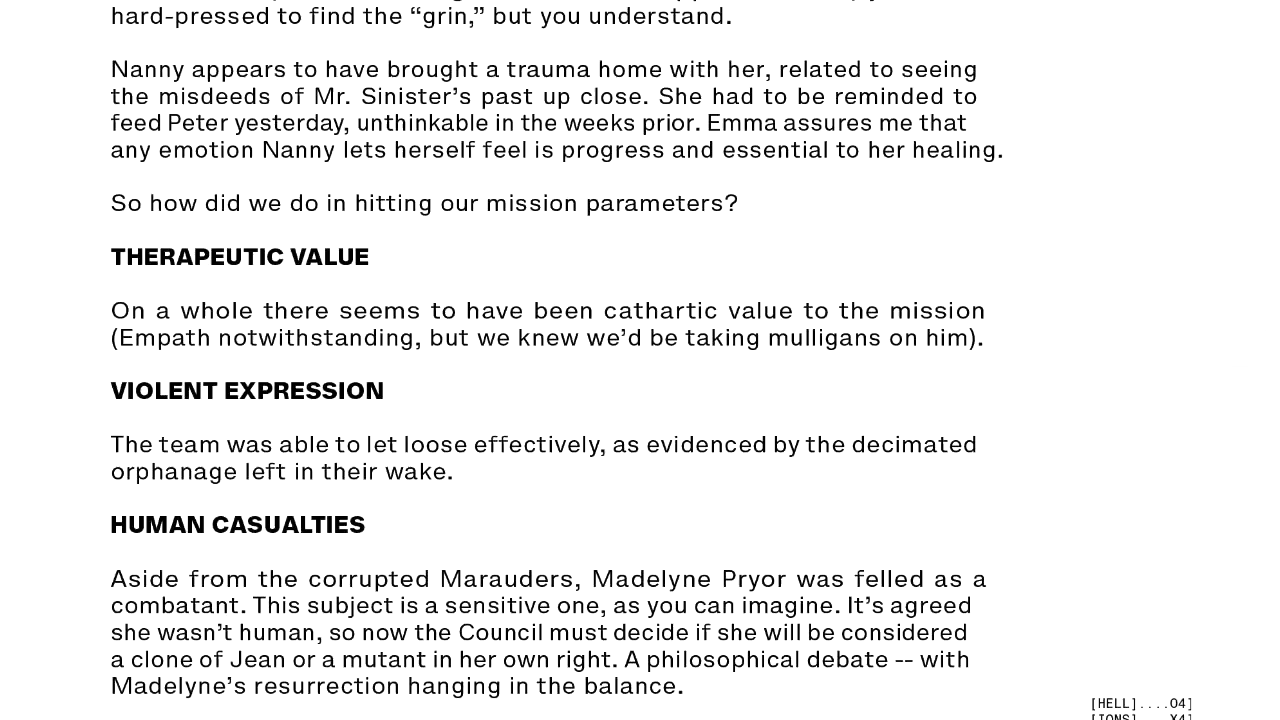 hard-pressed to find the “grin,” but you understand.
Nanny appears to have brought a trauma home with her, related to seeing
the misdeeds of Mr. Sinister’s past up close. She had to be reminded to
feed Peter yesterday, unthinkable in the weeks prior. Emma assures me that
any emotion Nanny lets herself feel is progress and essential to her healing.
So how did we do in hitting our mission parameters?
THERAPEUTIC VALUE
On a whole there seems to have been cathartic value to the mission
(Empath notwithstanding, but we knew we’d be taking mulligans on him).
VIOLENT EXPRESSION
The team was able to let loose effectively, as evidenced by the decimated
orphanage left in their wake.
HUMAN CASUALTIES
Aside from the corrupted Marauders, Madelyne Pryor was felled as a
combatant. This subject is a sensitive one, as you can imagine. It’s agreed
she wasn’t human, so now the Council must decide if she will be considered
a clone of Jean or a mutant in her own right. A philosophical debate -- with
Madelyne’s resurrection hanging in the balance.
[HELL]....04]
[IONS]....X4]